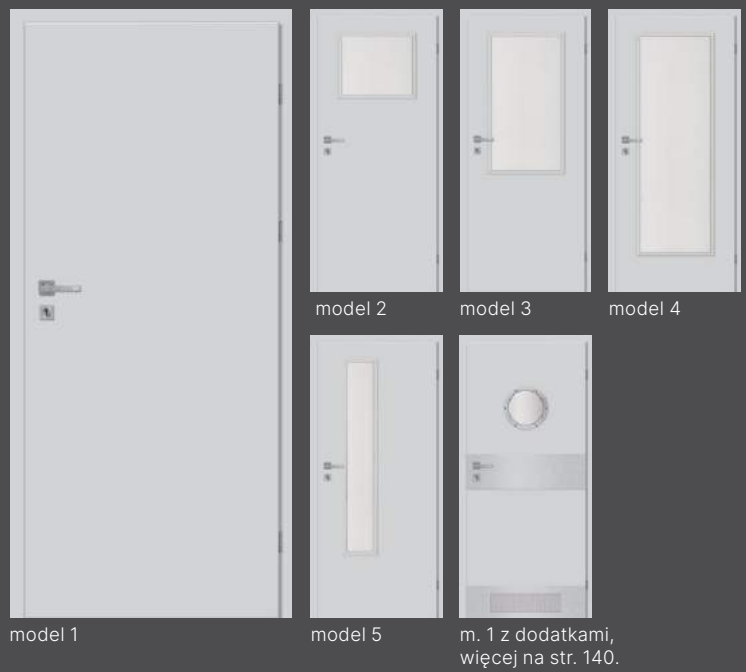 model 2
model 3
model 4
model 1
model 5
m. 1 z dodatkami,
więcej na str. 140.